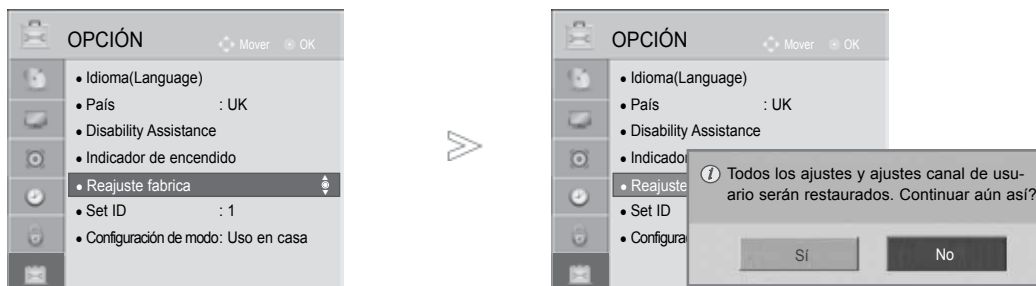 OPCIÓN
Mover OK
• Idioma(Language)
• País : UK
• Disability Assistance
• Indicador de encendido
• Reajuste fabrica
• Set ID : 1
• Configuración de modo: Uso en casa
OPCIÓN
Mover OK
• Idioma(Language)
• País : UK
• Disability Assistance
• Indicador
• Reajuste
• Set ID
• Configura
Todos los ajustes y ajustes canal de usu-
ario serán restaurados. Continuar aún así?
Sí No